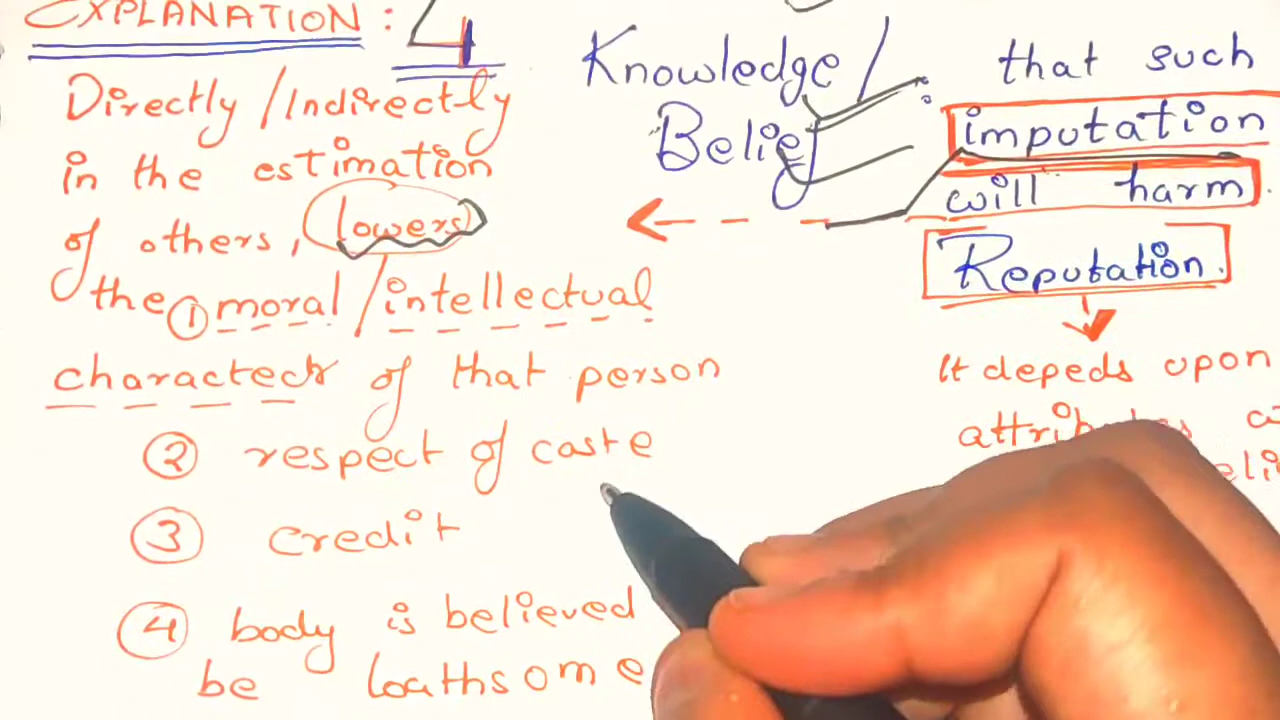 EXPLANATION : 4
Directly / Indirectly
in the estimation
of others, lowers
the ① moral / intellectual
character of that person
② respect of caste
③ credit
④ body is believed
be loathsome
Knowledge /
Belief
that such
imputation
will harm
Reputation.
It depeds upon